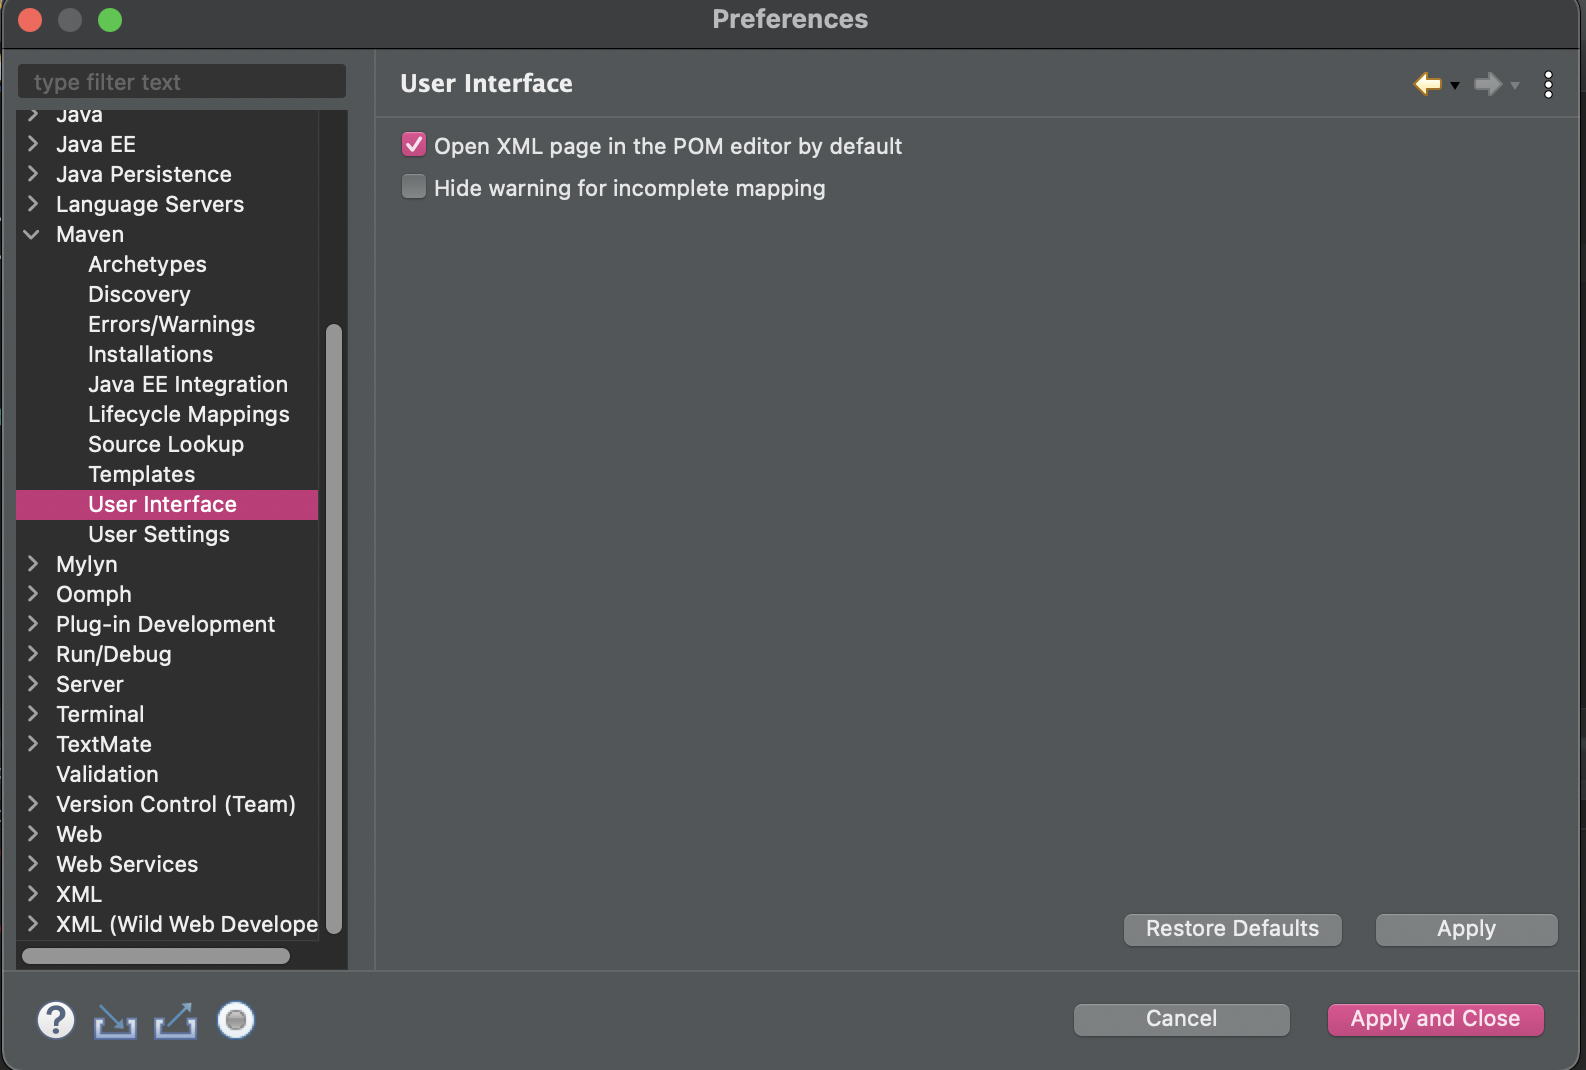 Preferences
type filter text
Java
Java EE
Java Persistence
Language Servers
Maven
Archetypes
Discovery
Errors/Warnings
Installations
Java EE Integration
Lifecycle Mappings
Source Lookup
Templates
User Interface
User Settings
Mylyn
Oomph
Plug-in Development
Run/Debug
Server
Terminal
TextMate
Validation
Version Control (Team)
Web
Web Services
XML
XML (Wild Web Develope
User Interface
Open XML page in the POM editor by default
Hide warning for incomplete mapping
Restore Defaults
Apply
?
Cancel
Apply and Close